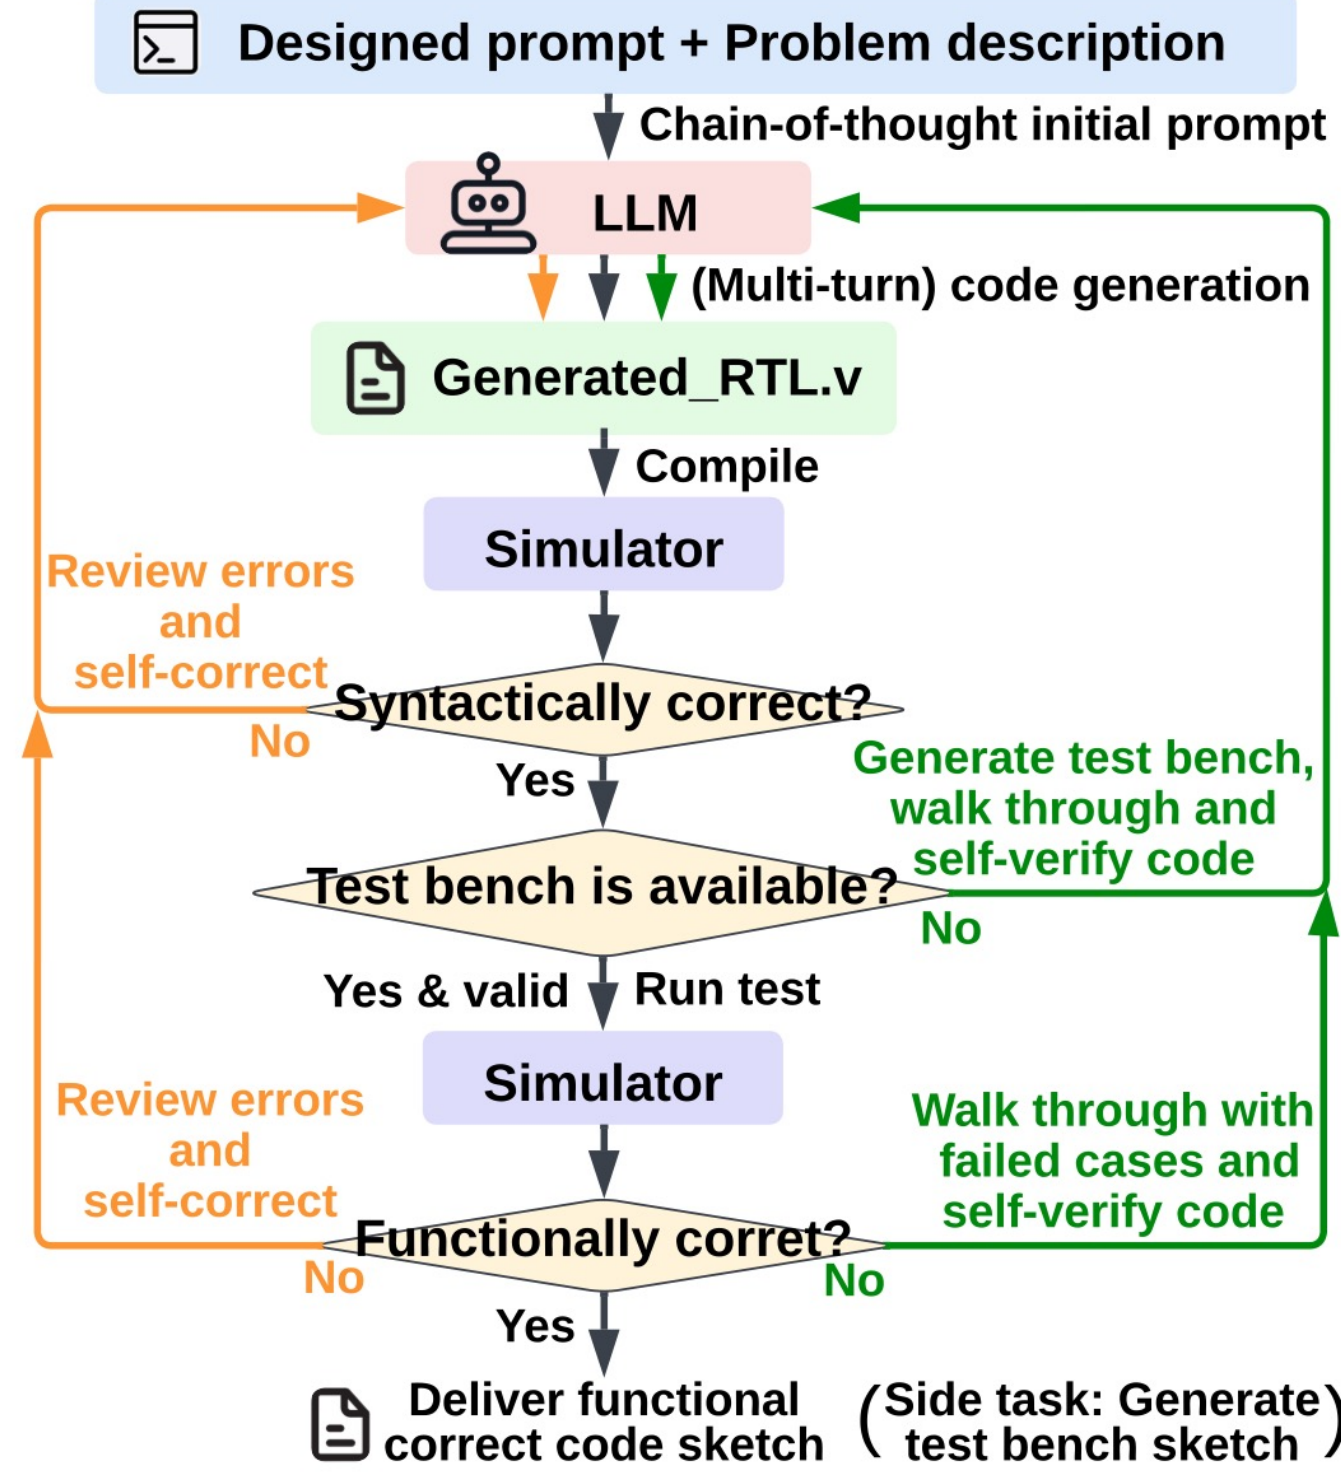 Designed prompt + Problem description
Chain-of-thought initial prompt
LLM
(Multi-turn) code generation
Generated_RTL.v
Compile
Simulator
Review errors
and
self-correct
Syntactically correct?
No
Yes
Generate test bench,
walk through and
self-verify code
Test bench is available?
No
Yes & valid
Run test
Simulator
Review errors
and
self-correct
Walk through with
failed cases and
self-verify code
Functionally corret?
No
No
Yes
Deliver functional
correct code sketch
(Side task: Generate
test bench sketch)